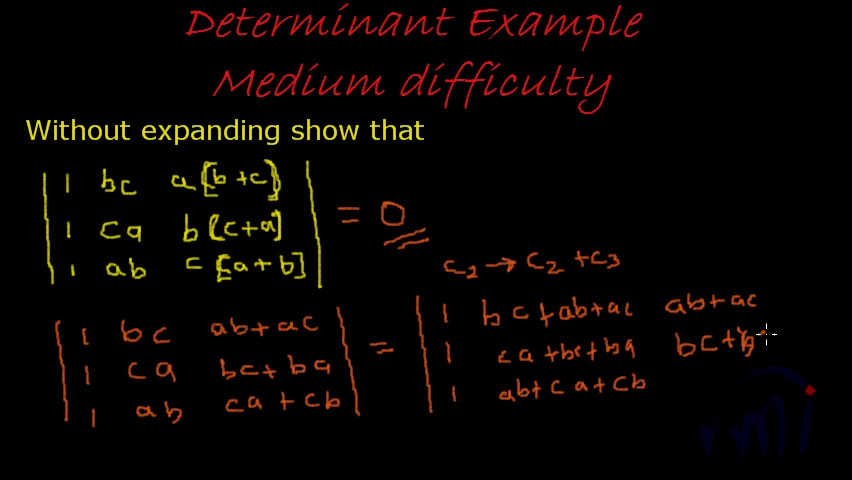 Determinant Example
Medium difficulty
Without expanding show that
1 bc a[b+c]
1 ca b[c+a] = 0
1 ab c[a+b]
C2 → C2 + C3
1 bc ab+ac = 1 bc+ab+ac ab+ac
1 ca bc+ba 1 ca+bc+ba bc+b
1 ab ca+cb 1 ab+ca+cb